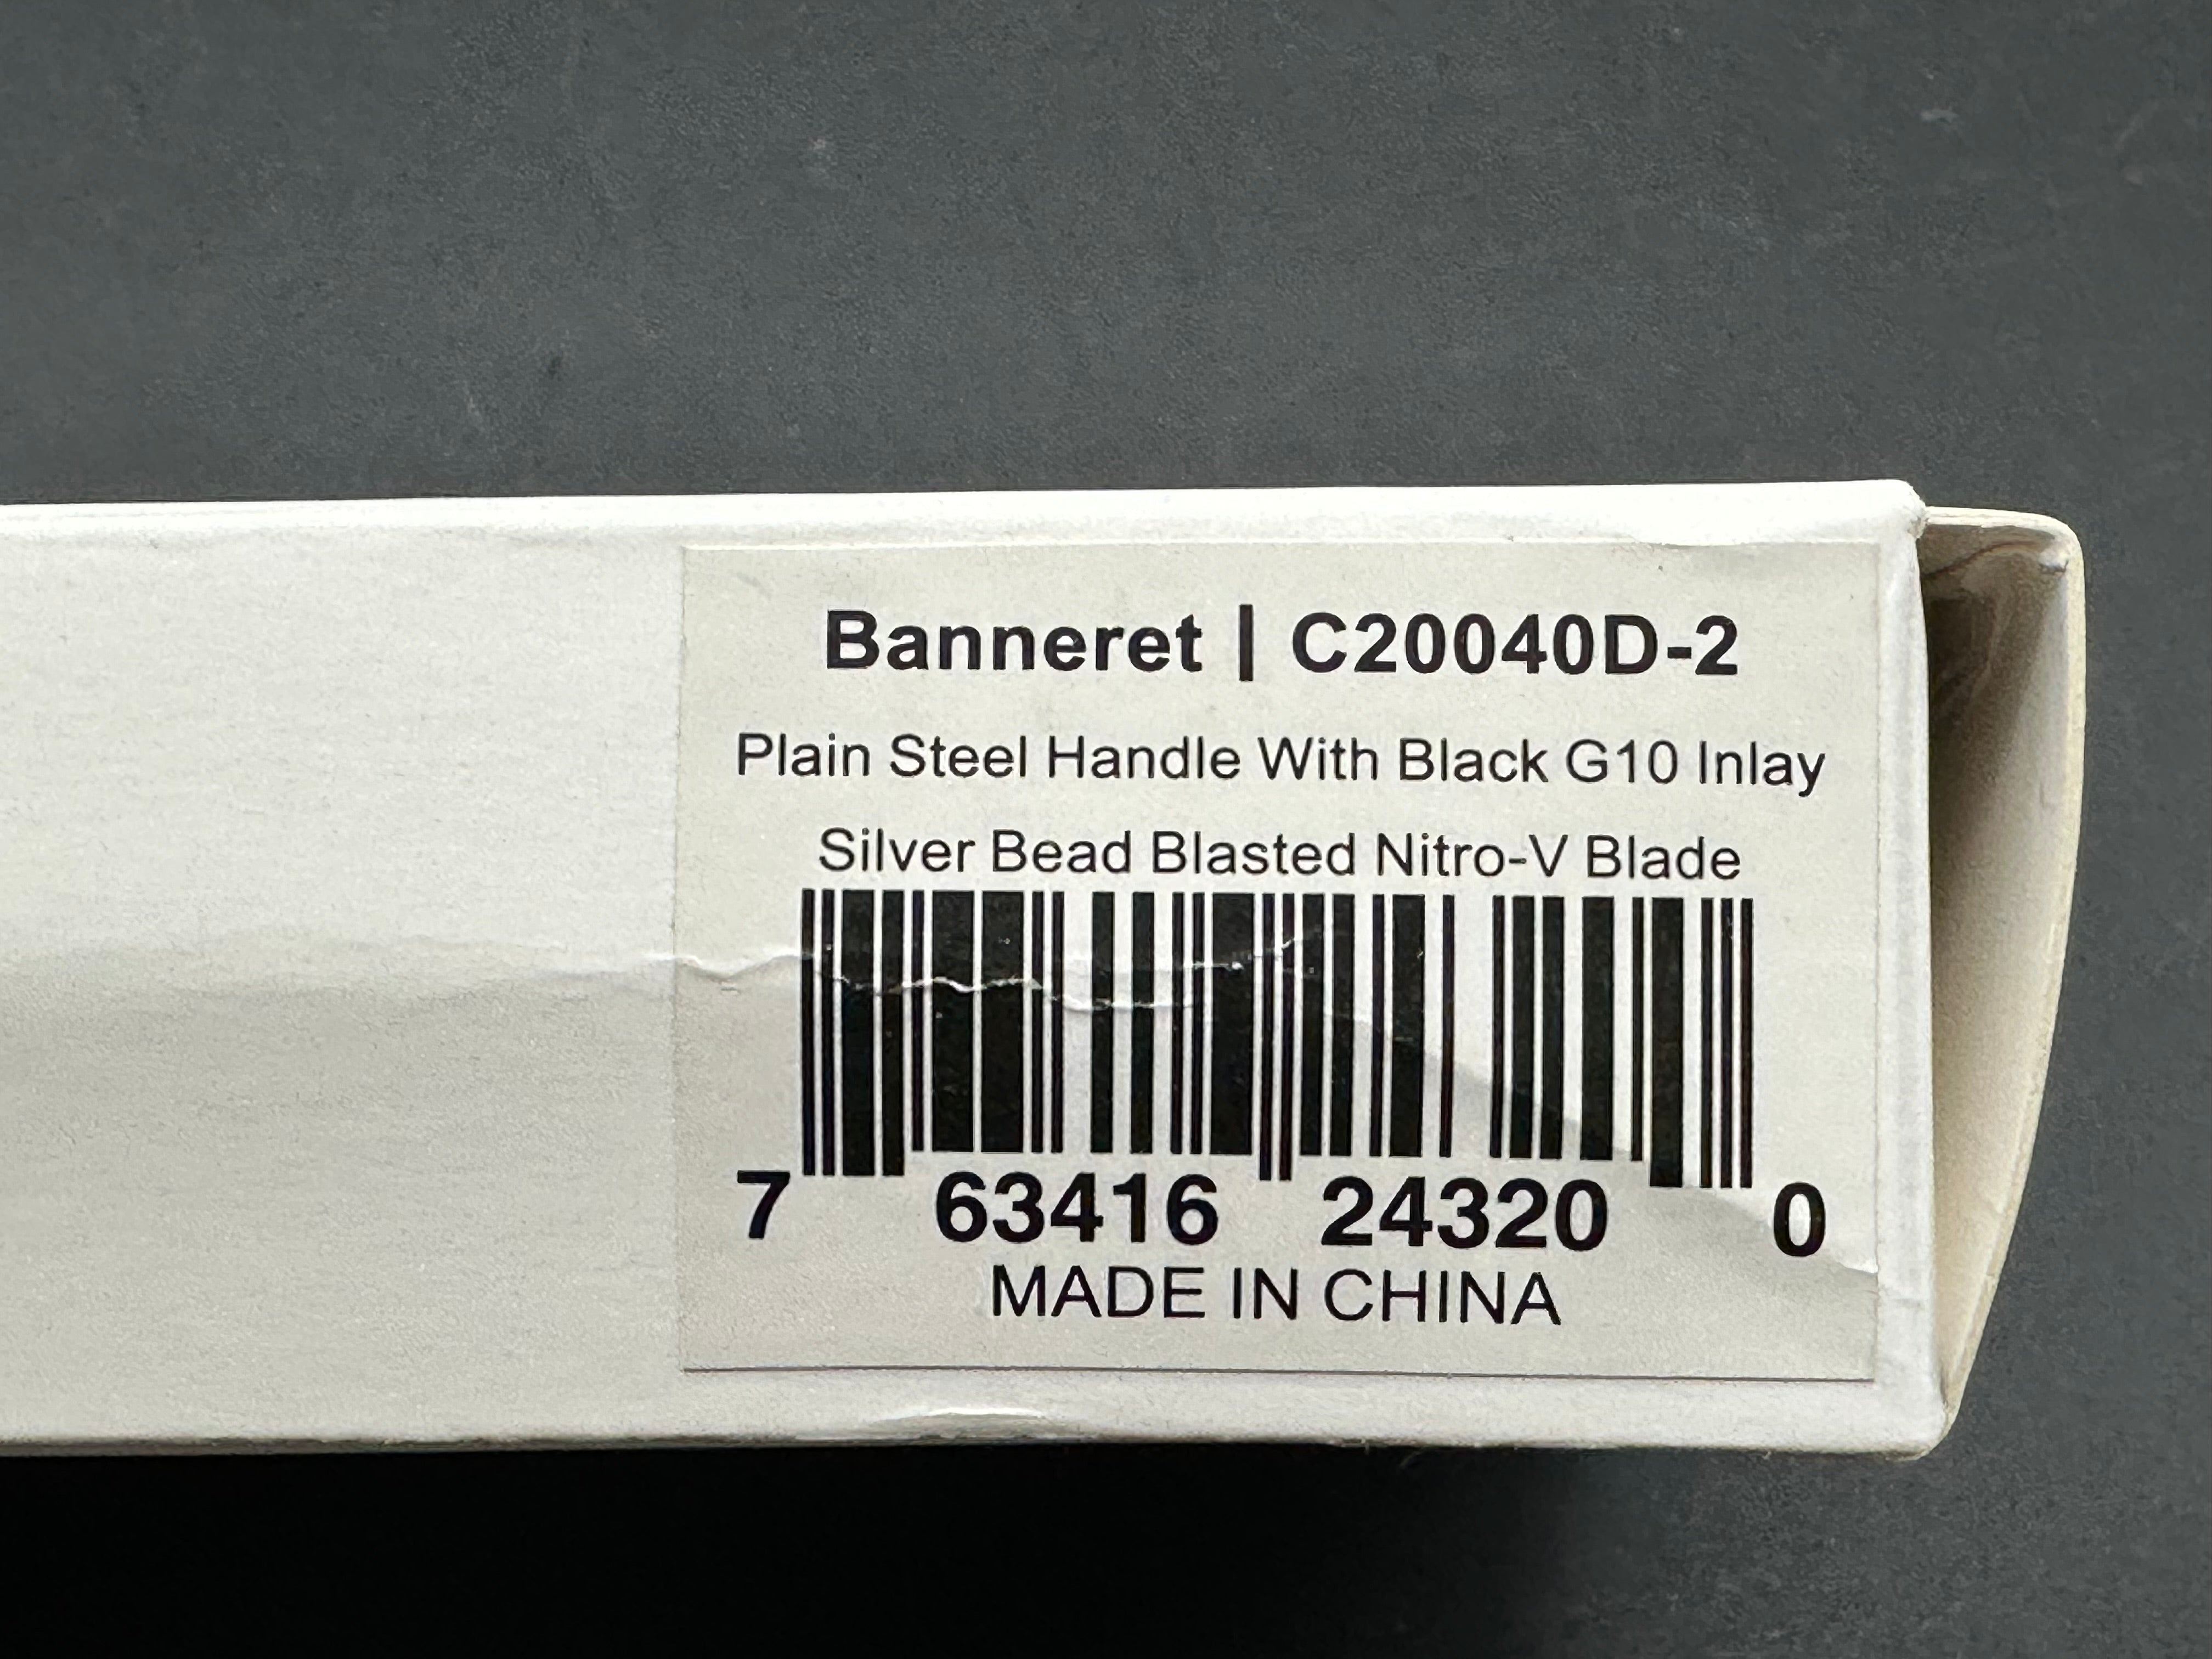 Banneret | C20040D-2
Plain Steel Handle With Black G10 Inlay
Silver Bead Blasted Nitro-V Blade
7 63416 24320 0
MADE IN CHINA